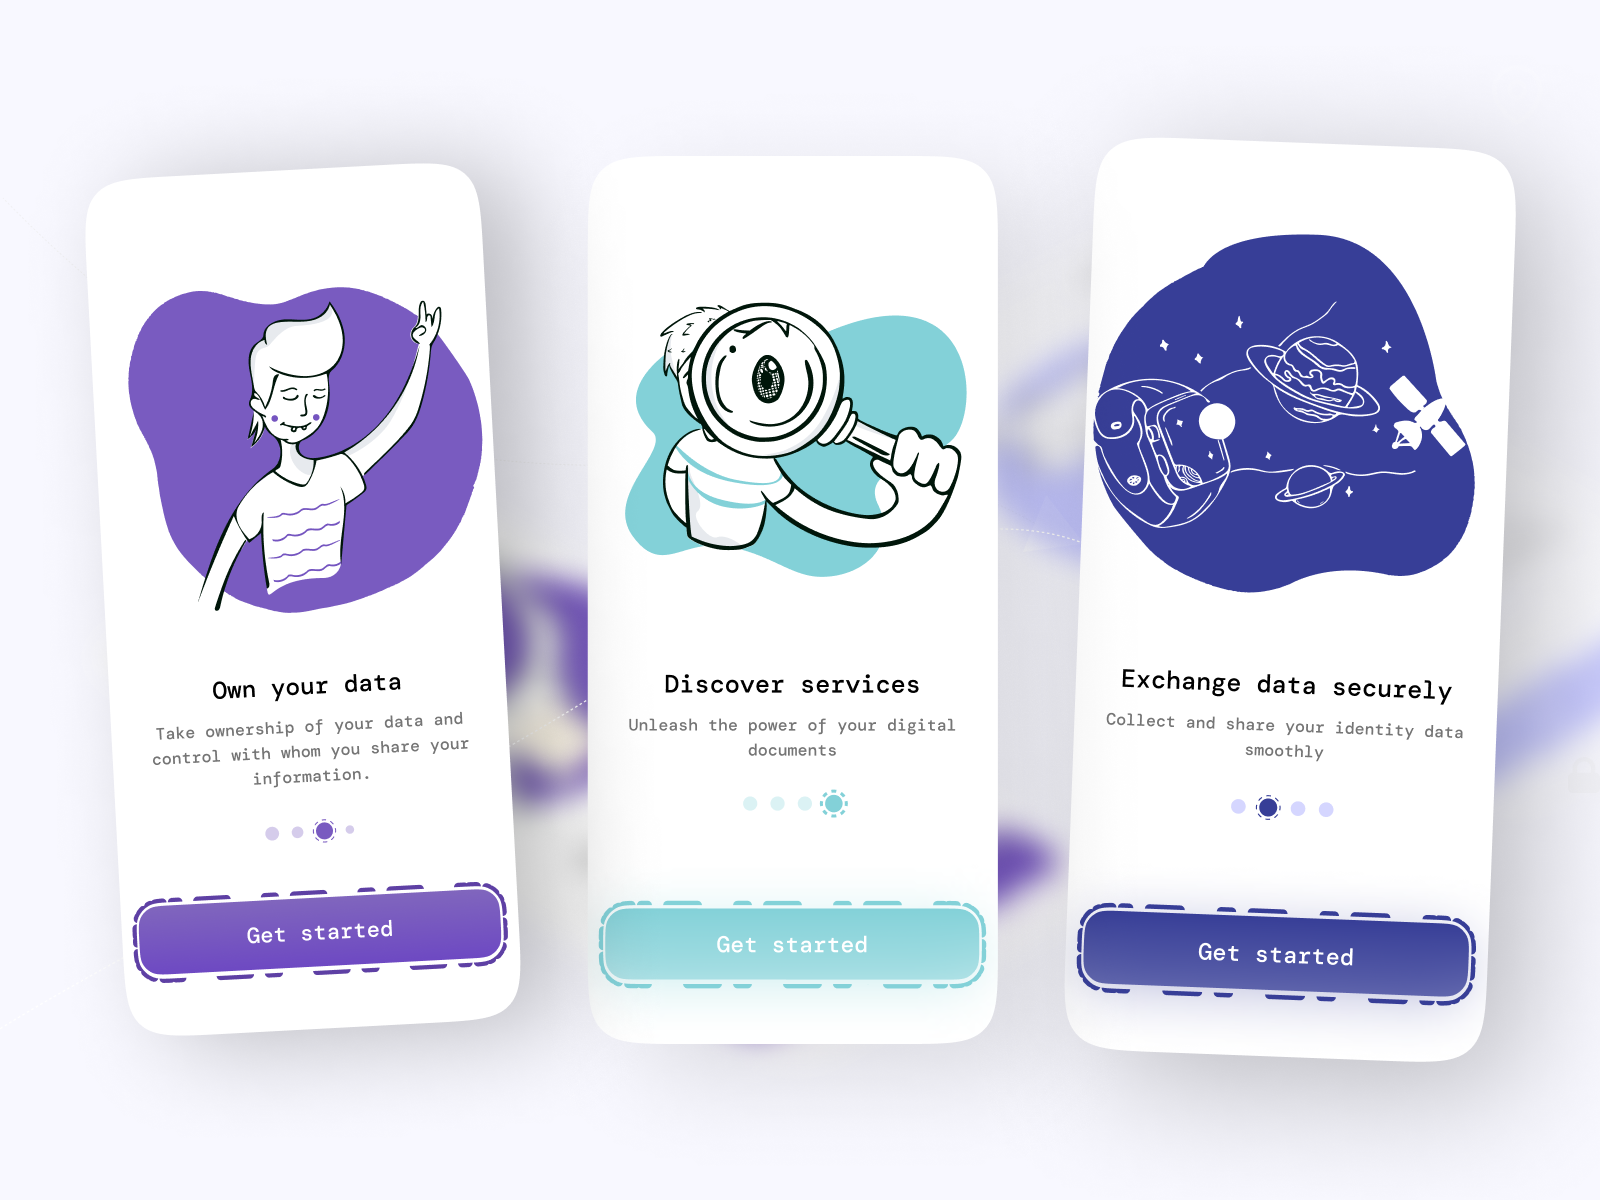 Own your data
Take ownership of your data and
control with whom you share your
information.
Get started
Discover services
Unleash the power of your digital
documents
Get started
Exchange data securely
Collect and share your identity data
smoothly
Get started